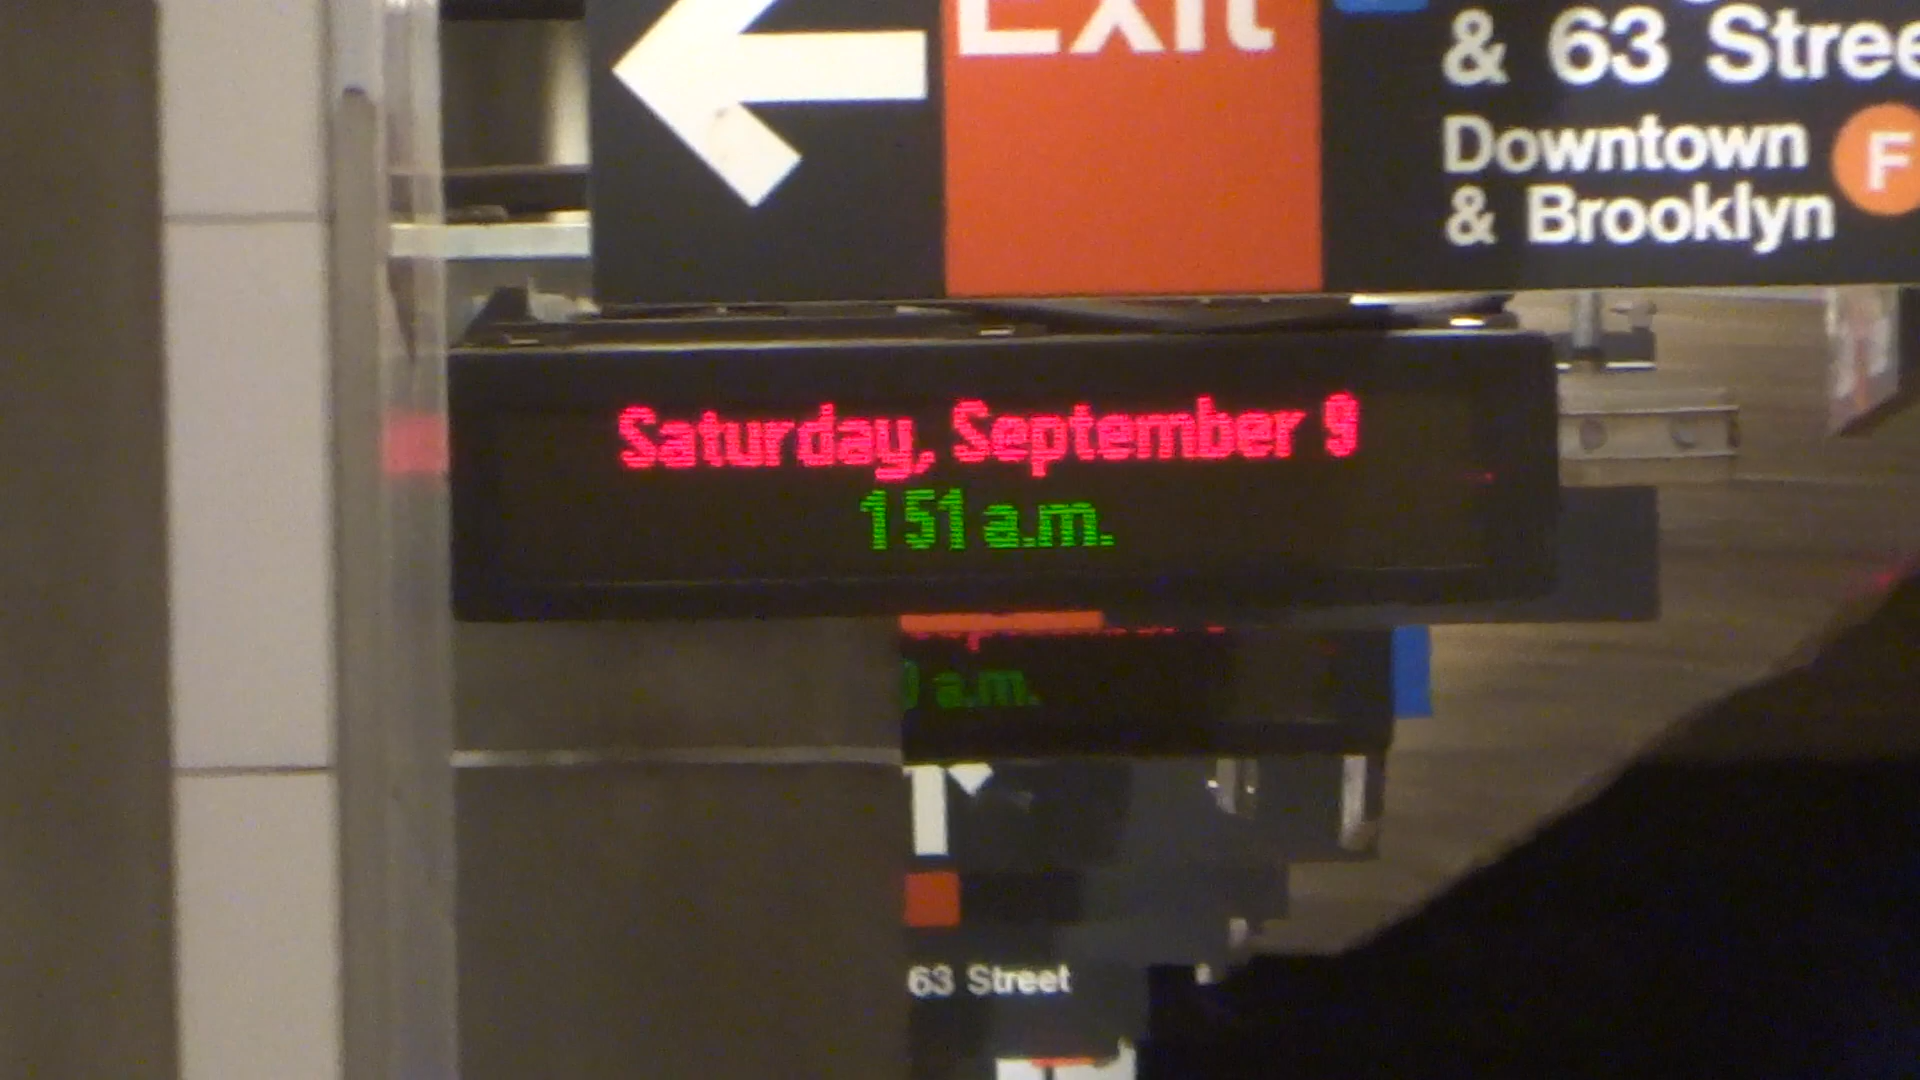 Exit
& 63 Stree
Downtown F
& Brooklyn
Saturday, September 9
1 51 a.m.
a.m.
63 Street